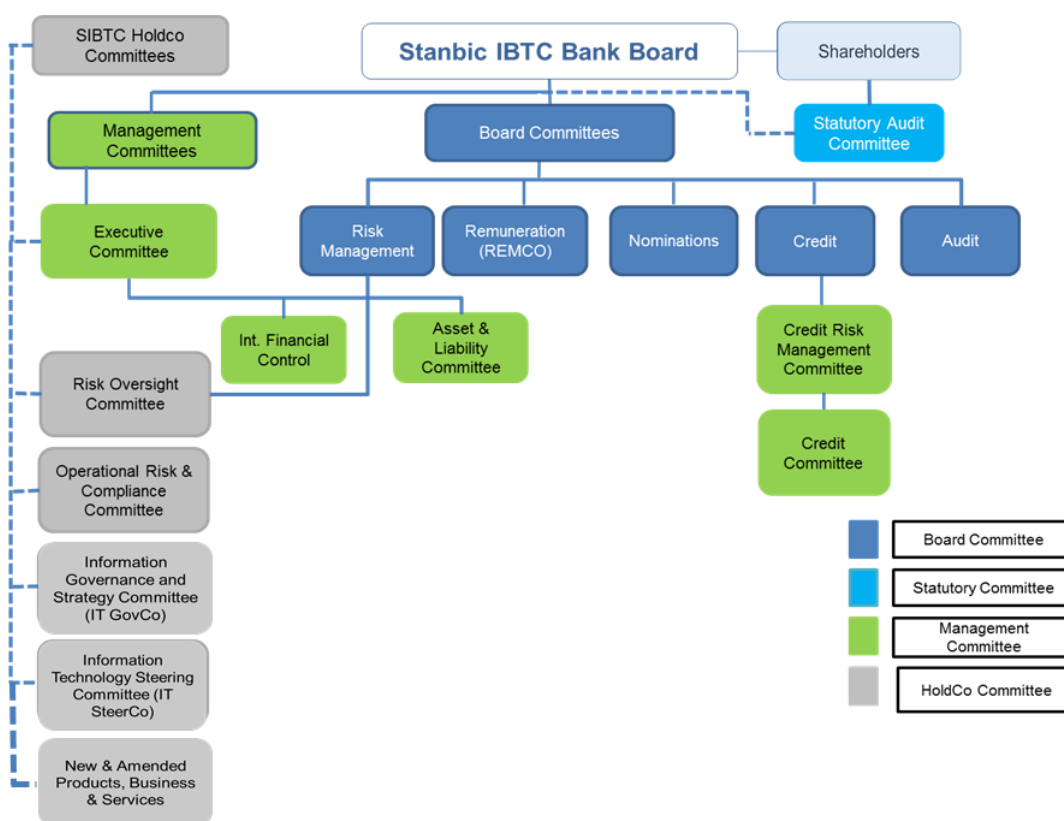 SIBTC Holdco
Committees
Stanbic IBTC Bank Board
Shareholders
Management
Committees
Board Committees
Statutory Audit
Committee
Executive
Committee
Risk
Management
Remuneration
(REMCO)
Nominations
Credit
Audit
Int. Financial
Control
Asset &
Liability
Committee
Credit Risk
Management
Committee
Risk Oversight
Committee
Credit
Committee
Operational Risk &
Compliance
Committee
Information
Governance and
Strategy Committee
(IT GovCo)
Information
Technology Steering
Committee (IT
SteerCo)
New & Amended
Products, Business
& Services
Board Committee
Statutory Committee
Management
Committee
HoldCo Committee